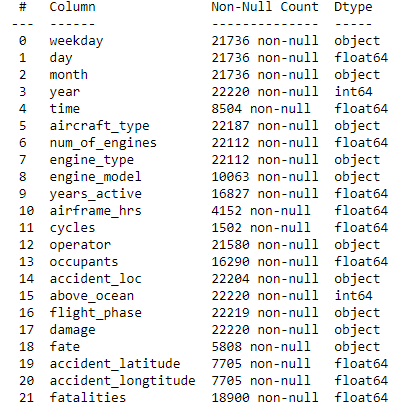 #   Column               Non-Null Count  Dtype
---  ------               --------------  -----
0   weekday              21736 non-null  object
1   day                  21736 non-null  float64
2   month                21736 non-null  object
3   year                 22220 non-null  int64
4   time                 8504 non-null   float64
5   aircraft_type        22187 non-null  object
6   num_of_engines       22112 non-null  float64
7   engine_type          22112 non-null  object
8   engine_model         10063 non-null  object
9   years_active         16827 non-null  float64
10  airframe_hrs         4152 non-null   float64
11  cycles               1502 non-null   float64
12  operator             21580 non-null  object
13  occupants            16290 non-null  float64
14  accident_loc         22204 non-null  object
15  above_ocean          22220 non-null  int64
16  flight_phase         22219 non-null  object
17  damage               22220 non-null  object
18  fate                 5808 non-null   object
19  accident_latitude    7705 non-null   float64
20  accident_longtitude  7705 non-null   float64
21  fatalities           18900 non-null  float64